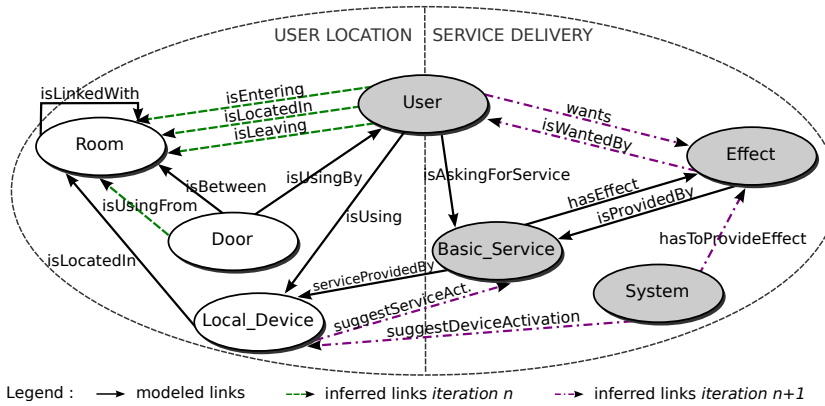 USER LOCATION
SERVICE DELIVERY
isLinkedWith
isEntering
User
wants
isLocatedIn
isWantedBy
isLeaving
Room
Effect
isAskingForService
isUsingBy
isBetween
hasEffect
isUsingFrom
isUsing
isProvidedBy
Door
Basic_Service
hasToProvideEffect
isLocatedIn
serviceProvidedBy
System
suggestServiceAct.
Local_Device
suggestDeviceActivation
Legend : modeled links inferred links iteration n inferred links iteration n+1